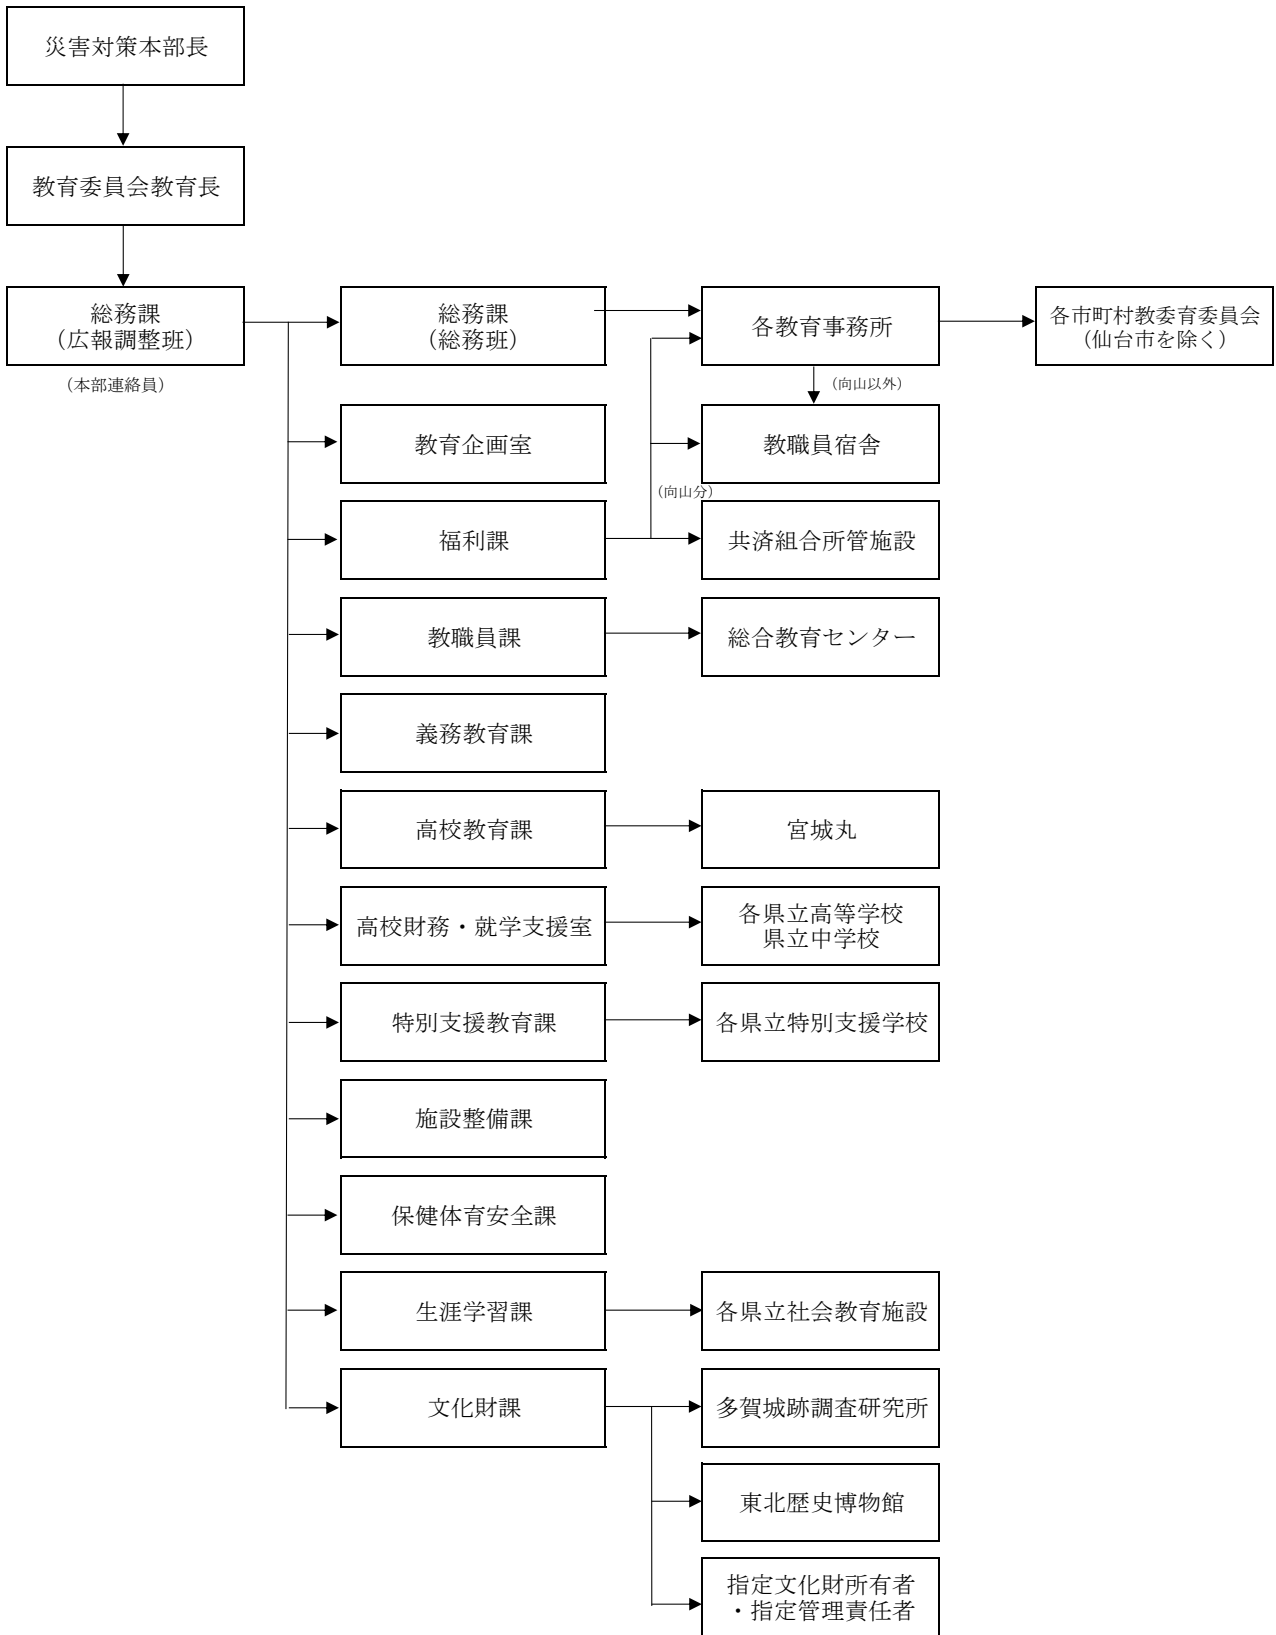 災害対策本部長
教育委員会教育長
総務課
（広報調整班）
（本部連絡員）
総務課
（総務班）
各教育事務所
各市町村教委育委員会
（仙台市を除く）
（向山以外）
教育企画室
教職員宿舎
（向山分）
福利課
共済組合所管施設
教職員課
総合教育センター
義務教育課
高校教育課
宮城丸
高校財務・就学支援室
各県立高等学校
県立中学校
特別支援教育課
各県立特別支援学校
施設整備課
保健体育安全課
生涯学習課
各県立社会教育施設
文化財課
多賀城跡調査研究所
東北歴史博物館
指定文化財所有者
・指定管理責任者